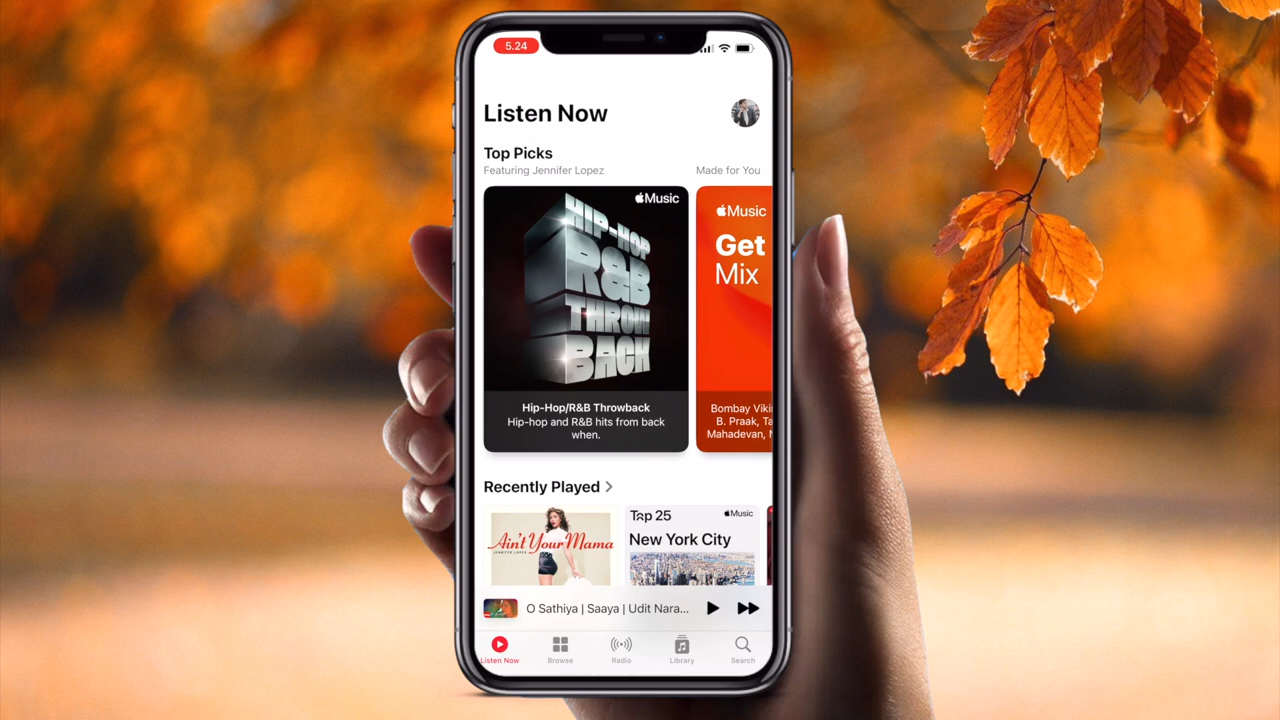 5.24
Listen Now
Top Picks
Featuring Jennifer Lopez
Made for You
Music
HIP-HOP
R&B
THROW
BACK
Hip-Hop/R&B Throwback
Hip-hop and R&B hits from back
when.
Music
Get
Mix
Bombay Viki
B. Praak, Ta
Mahadevan, N
Recently Played
Ain't Your Mama
JENNIFER LOPEZ
Top 25
Music
New York City
O Sathiya | Saaya | Udit Nara...
Listen Now
Browse
Radio
Library
Search